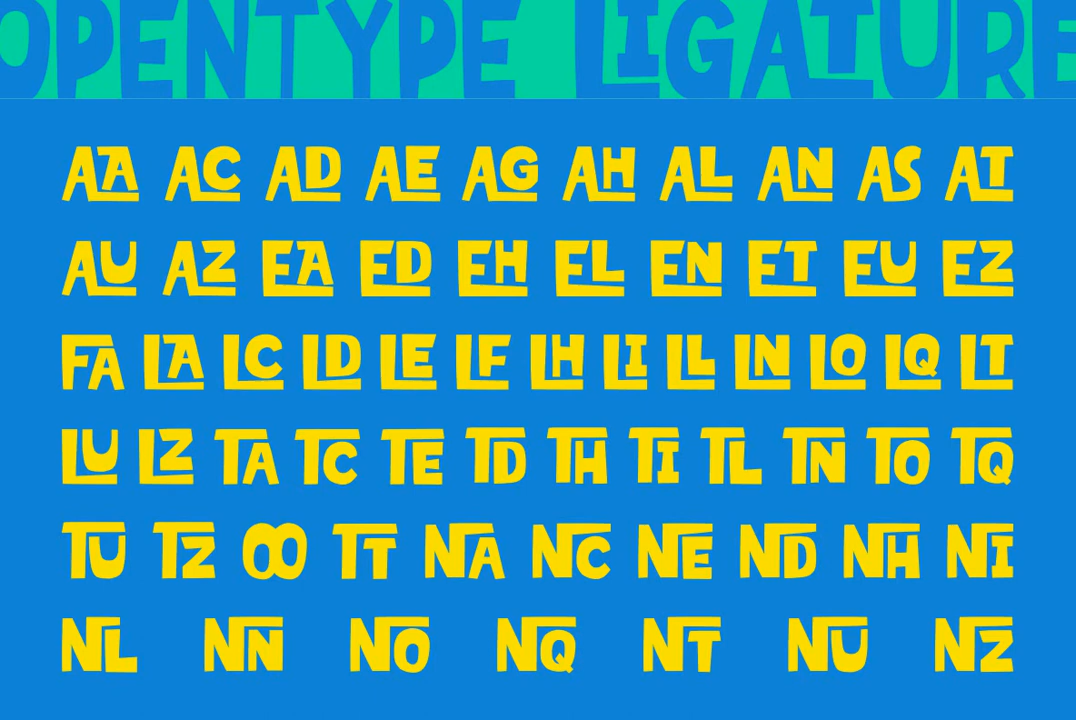 OPENTYPE LIGATURE
AA AC AD AE AG AH AL AN AS AT
AU AZ EA ED EH EL EN ET EU EZ
FA LA LC LD LE LF LH LI LL LN LO LQ LT
LU LZ TA TC TE TD TH TI TL TN TO TQ
TU TZ OO TT NA NC NE ND NH NI
NL NN NO NQ NT NU NZ